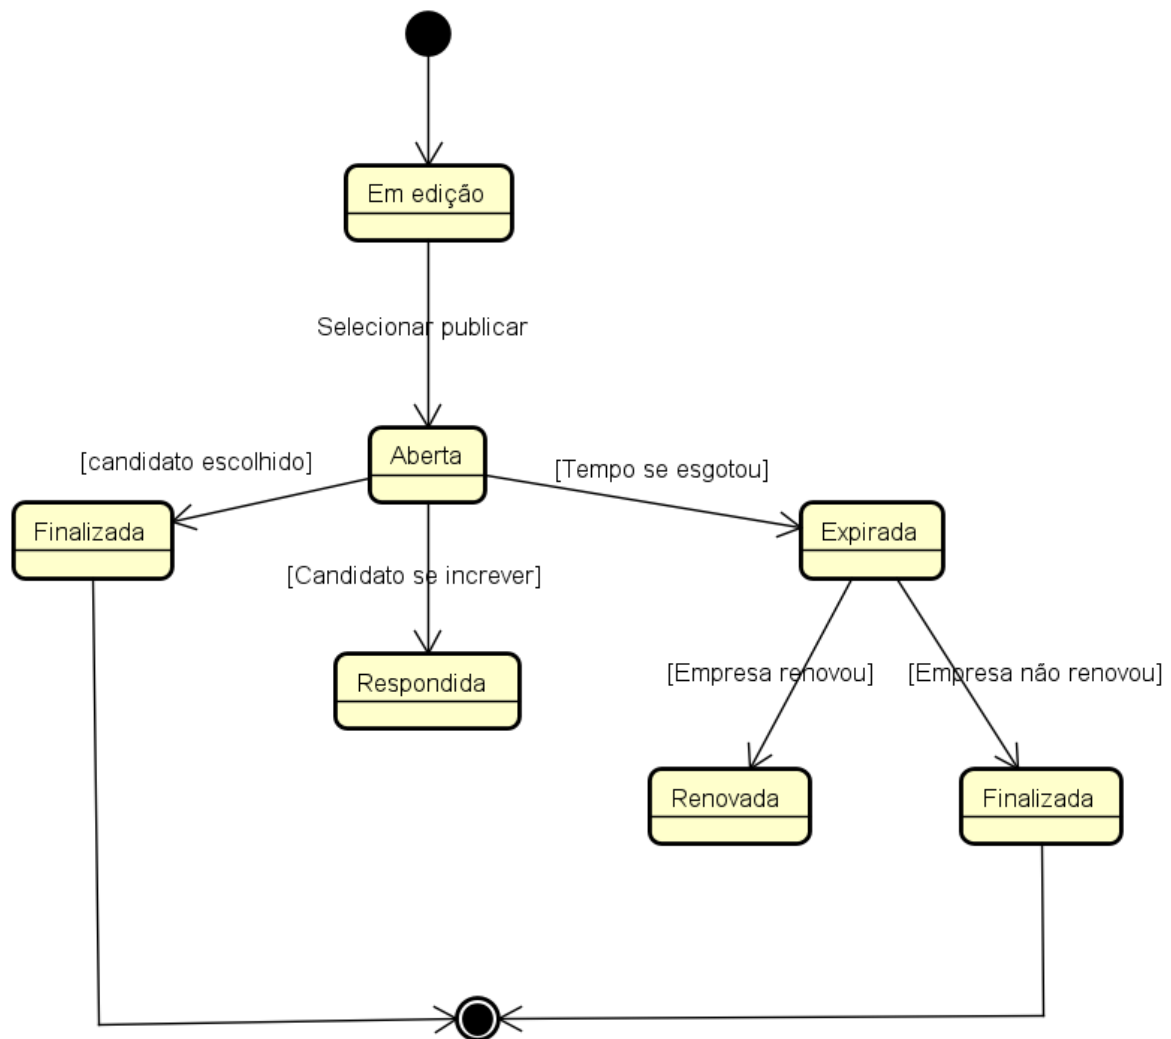 Em edição
Selecionar publicar
Aberta
[candidato escolhido]
[Tempo se esgotou]
Finalizada
Expirada
[Candidato se increver]
Respondida
[Empresa renovou]
[Empresa não renovou]
Renovada
Finalizada